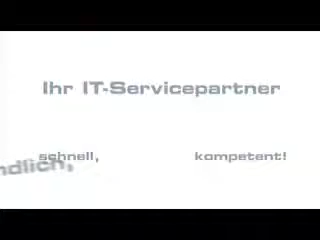 Ihr IT-Servicepartner
schnell, kompetent!
ndlich,